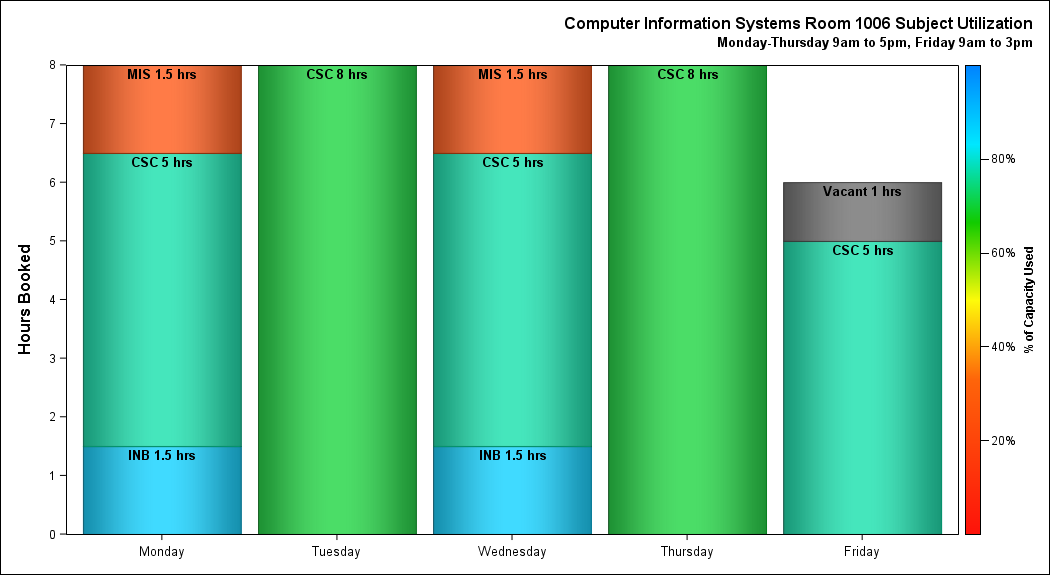 Computer Information Systems Room 1006 Subject Utilization
Monday-Thursday 9am to 5pm, Friday 9am to 3pm
Hours Booked
8
7
6
5
4
3
2
1
0
MIS 1.5 hrs
CSC 5 hrs
INB 1.5 hrs
CSC 8 hrs
MIS 1.5 hrs
CSC 5 hrs
INB 1.5 hrs
CSC 8 hrs
Vacant 1 hrs
CSC 5 hrs
Monday
Tuesday
Wednesday
Thursday
Friday
80%
60%
40%
20%
% of Capacity Used